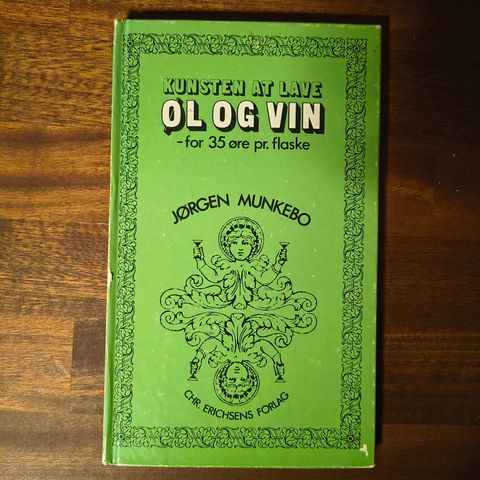 KUNSTEN AT LAVE
ØL OG VIN
-for 35 øre pr. flaske
JØRGEN MUNKEBO
CHR. ERICHSENS FORLAG